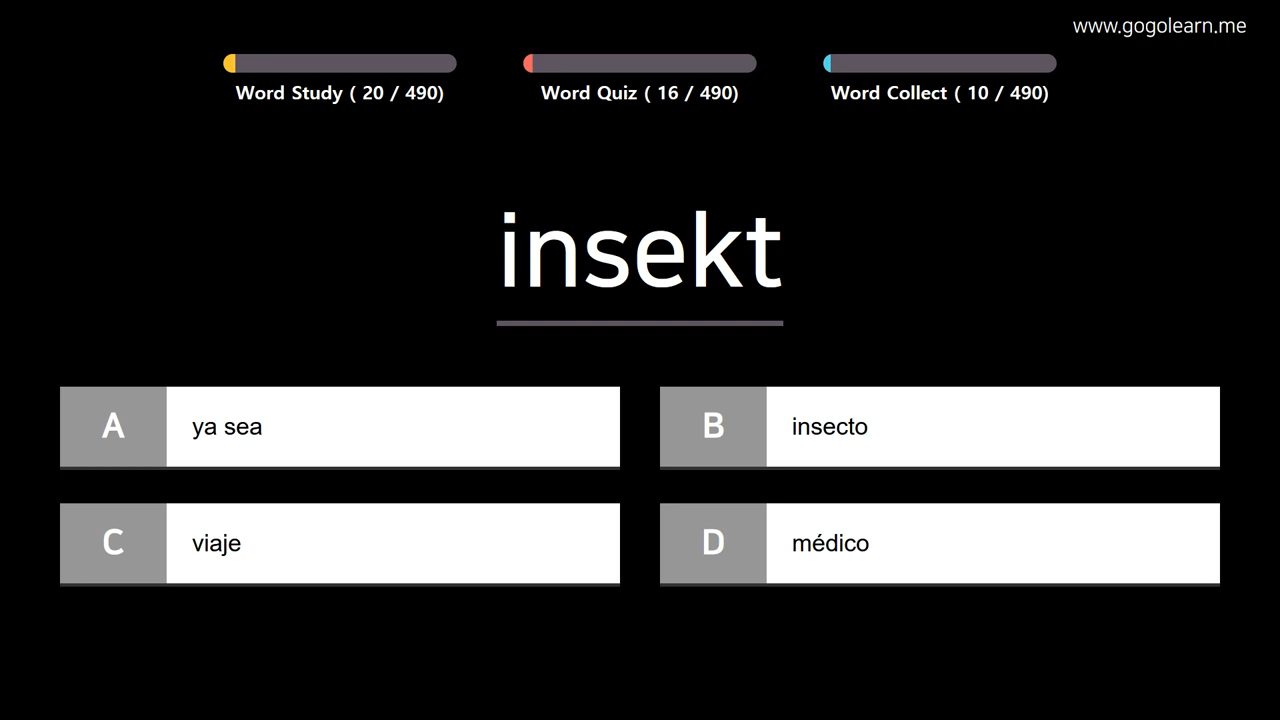 www.gogolearn.me
Word Study ( 20 / 490)
Word Quiz ( 16 / 490)
Word Collect ( 10 / 490)
insekt
A ya sea
B insecto
C viaje
D médico